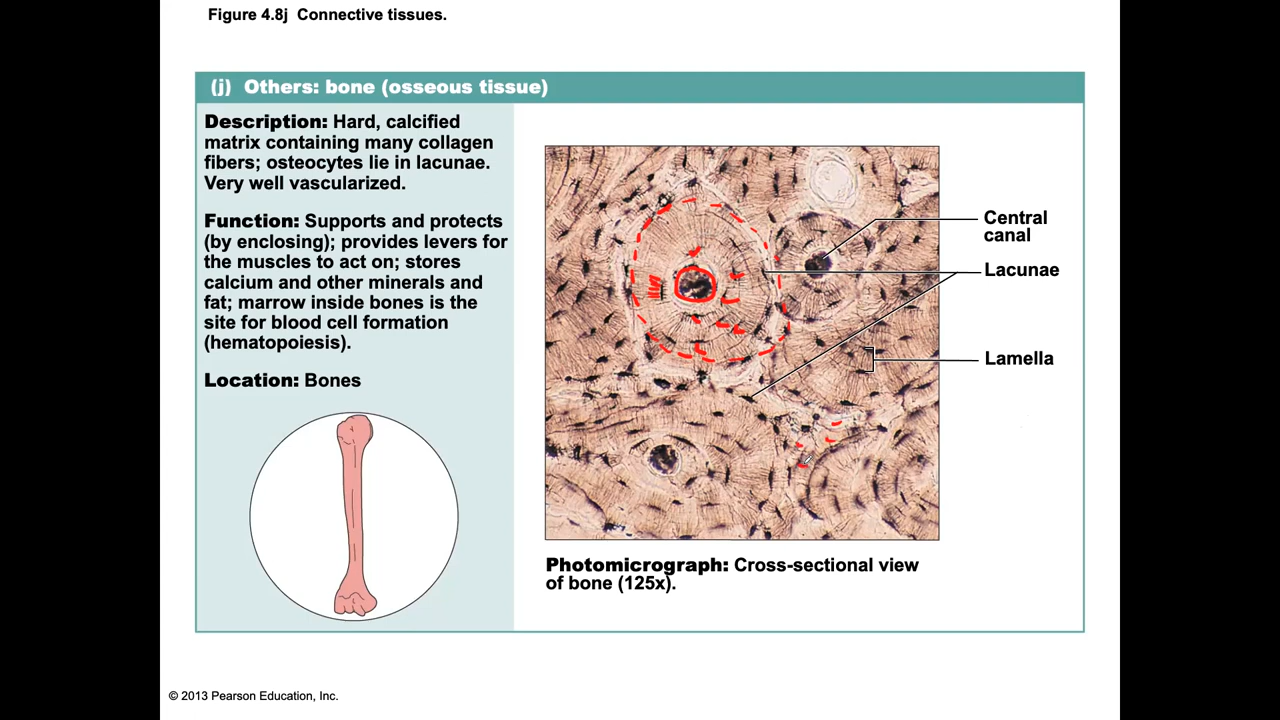 Figure 4.8j Connective tissues.
(j) Others: bone (osseous tissue)
Description: Hard, calcified
matrix containing many collagen
fibers; osteocytes lie in lacunae.
Very well vascularized.
Function: Supports and protects
(by enclosing); provides levers for
the muscles to act on; stores
calcium and other minerals and
fat; marrow inside bones is the
site for blood cell formation
(hematopoiesis).
Location: Bones
Central
canal
Lacunae
Lamella
Photomicrograph: Cross-sectional view
of bone (125x).
© 2013 Pearson Education, Inc.